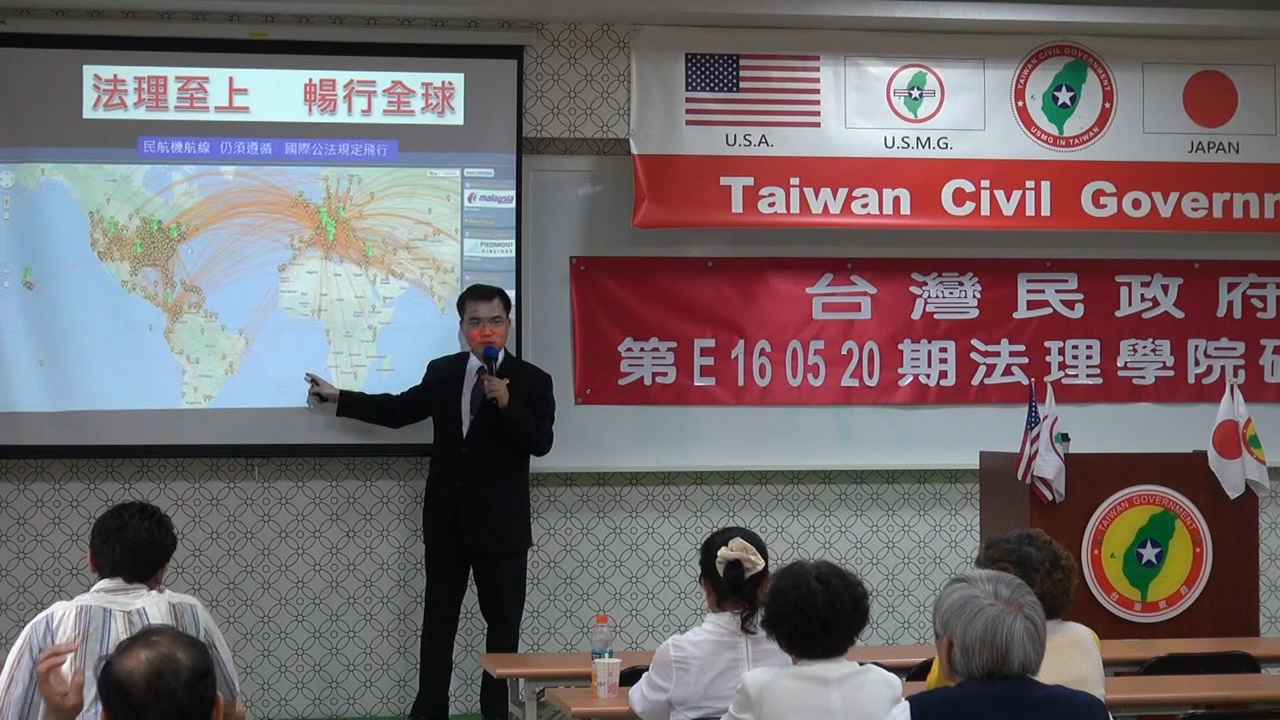 法理至上 暢行全球
民航機航線 仍須遵循 國際公法規定飛行
malaysia
PIEDMONT
AIRLINES
U.S.A.
U.S.M.G.
TAIWAN CIVIL GOVERNMENT
USMG IN TAIWAN
JAPAN
Taiwan Civil Governm
台灣民政府
第E 16 05 20 期法理學院研
TAIWAN GOVERNMENT
台灣政府